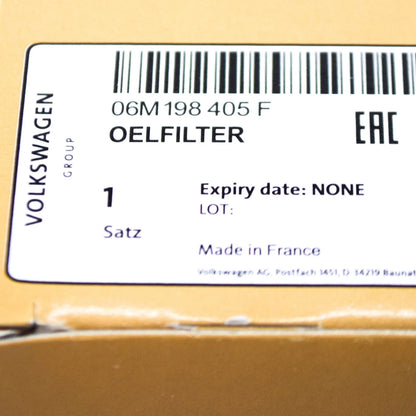 VOLKSWAGEN
GROUP
06M 198 405 F
OELFILTER
EAC
1
Satz
Expiry date: NONE
LOT:
Made in France
Volkswagen AG, Postfach 1451, D-34219 Baunat